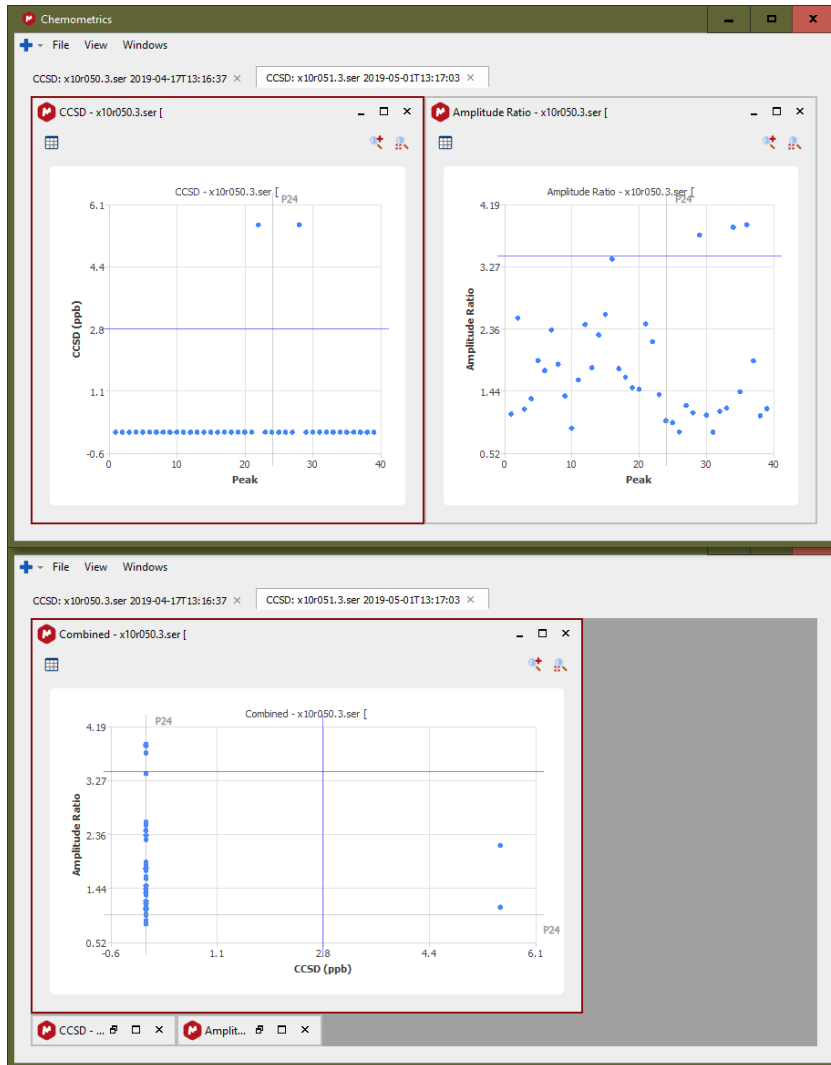 Chemometrics
File View Windows
CCSD: x10r050.3.ser 2019-04-17T13:16:37 CCSD: x10r051.3.ser 2019-05-01T13:17:03
CCSD - x10r050.3.ser [
CCSD - x10r050.3.ser [
P24
6.1
4.4
2.8
1.1
-0.6
CCSD (ppb)
0 10 20 30 40
Peak
Amplitude Ratio - x10r050.3.ser [
Amplitude Ratio - x10r050.3.ser [
P24
4.19
3.27
2.36
1.44
0.52
Amplitude Ratio
0 10 20 30 40
Peak
File View Windows
CCSD: x10r050.3.ser 2019-04-17T13:16:37 CCSD: x10r051.3.ser 2019-05-01T13:17:03
Combined - x10r050.3.ser [
Combined - x10r050.3.ser [
P24
4.19
3.27
2.36
1.44
0.52
Amplitude Ratio
P24
-0.6 1.1 2.8 4.4 6.1
CCSD (ppb)
CCSD - ... Amplit...